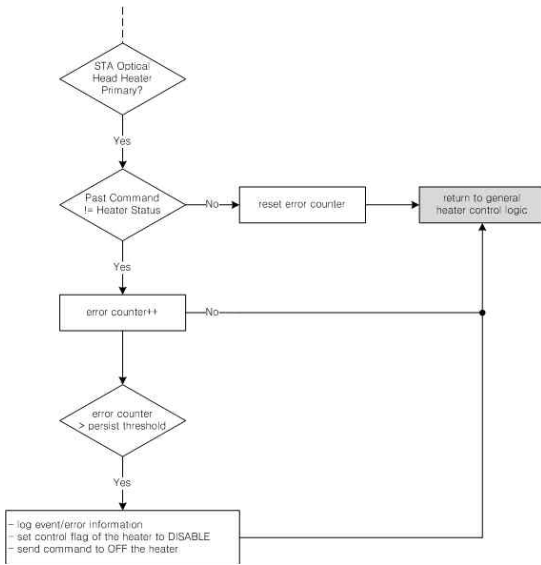 STA Optical
Head Heater
Primary?
Yes
Past Command
!= Heater Status
No
reset error counter
return to general
heater control logic
Yes
error counter++
No
error counter
> persist threshold
Yes
- log event/error information
- set control flag of the heater to DISABLE
- send command to OFF the heater